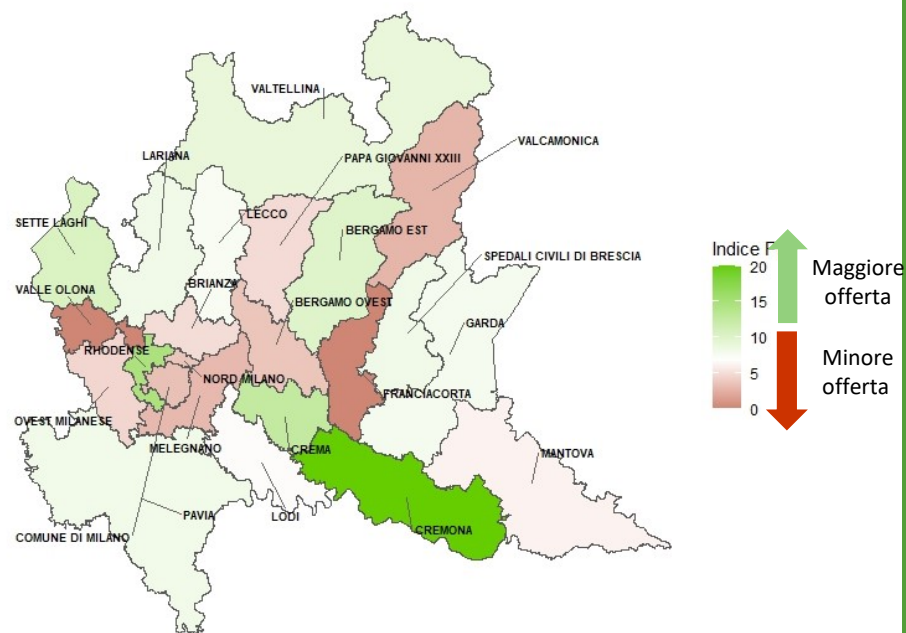 VALTELLINA
VALCAMONICA
LARIANA
PAPA GIOVANNI XXIII
SETTE LAGHI
LECCO
BERGAMO EST
SPEDALI CIVILI DI BRESCIA
VALLE OLONA
BRIANZA
BERGAMO OVEST
GARDA
RHODENSE
NORD MILANO
FRANCIACORTA
OVEST MILANESE
MELEGNANO
CREMA
MANTOVA
PAVIA
LODI
CREMONA
COMUNE DI MILANO
Indice
20
15
10
5
0
Maggiore
offerta
Minore
offerta